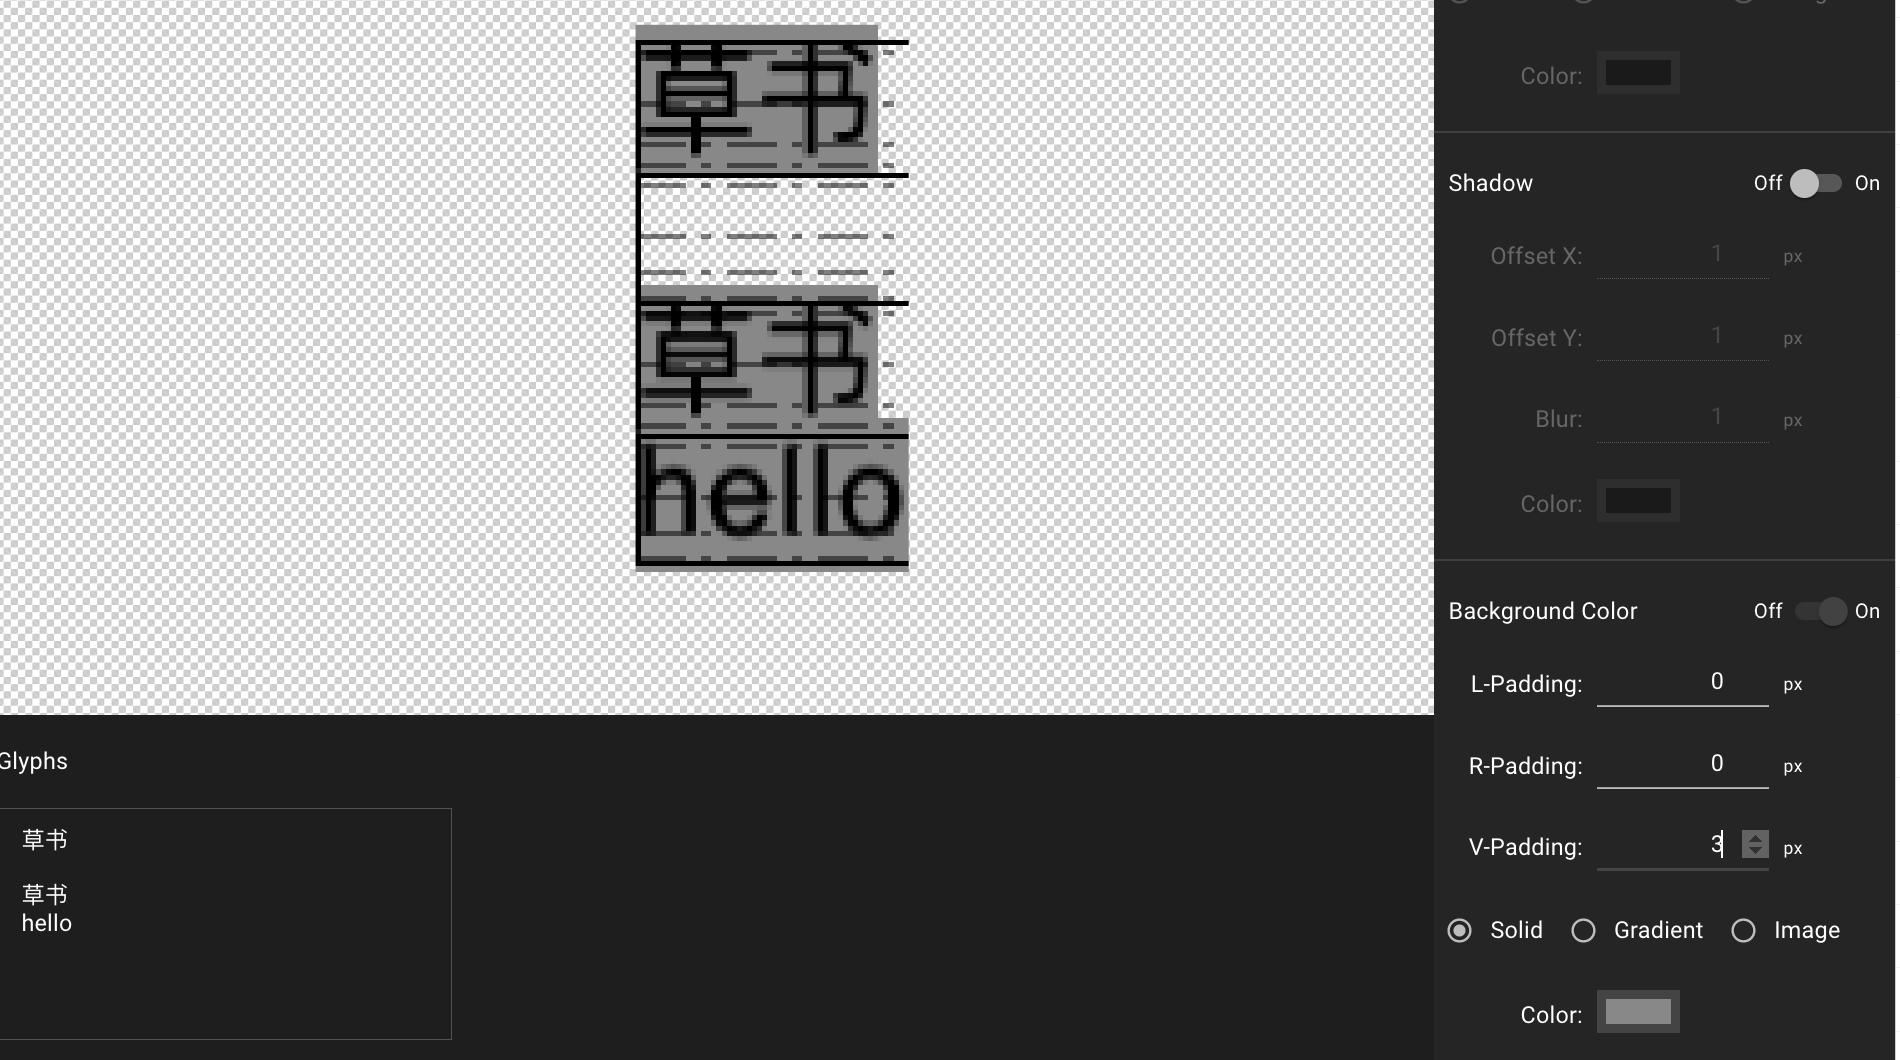 草书
草书
hello
Color:
Shadow Off On
Offset X: 1 px
Offset Y: 1 px
Blur: 1 px
Color:
Background Color Off On
L-Padding: 0 px
R-Padding: 0 px
V-Padding: 3 px
Solid Gradient Image
Color:
Glyphs
草书
草书
hello